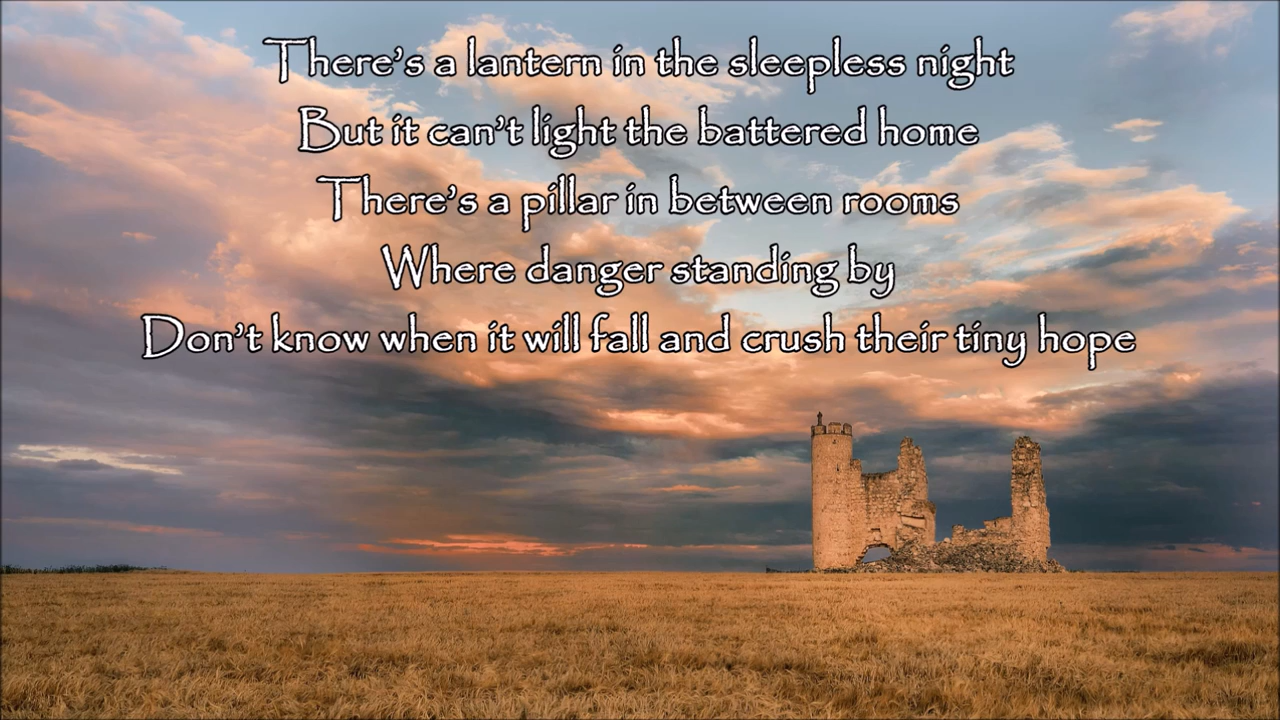 There's a lantern in the sleepless night
But it can't light the battered home
There's a pillar in between rooms
Where danger standing by
Don't know when it will fall and crush their tiny hope